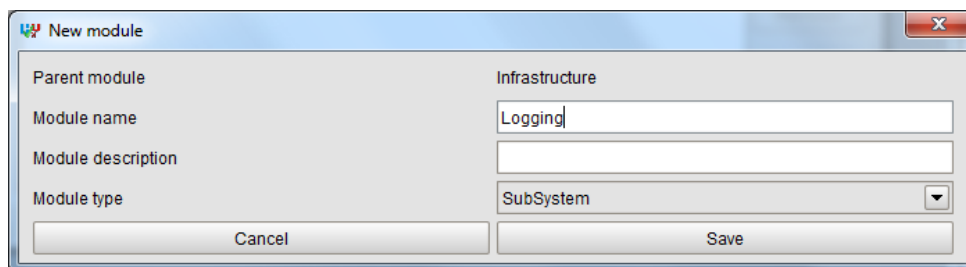 New module
Parent module Infrastructure
Module name Logging
Module description
Module type SubSystem
Cancel Save